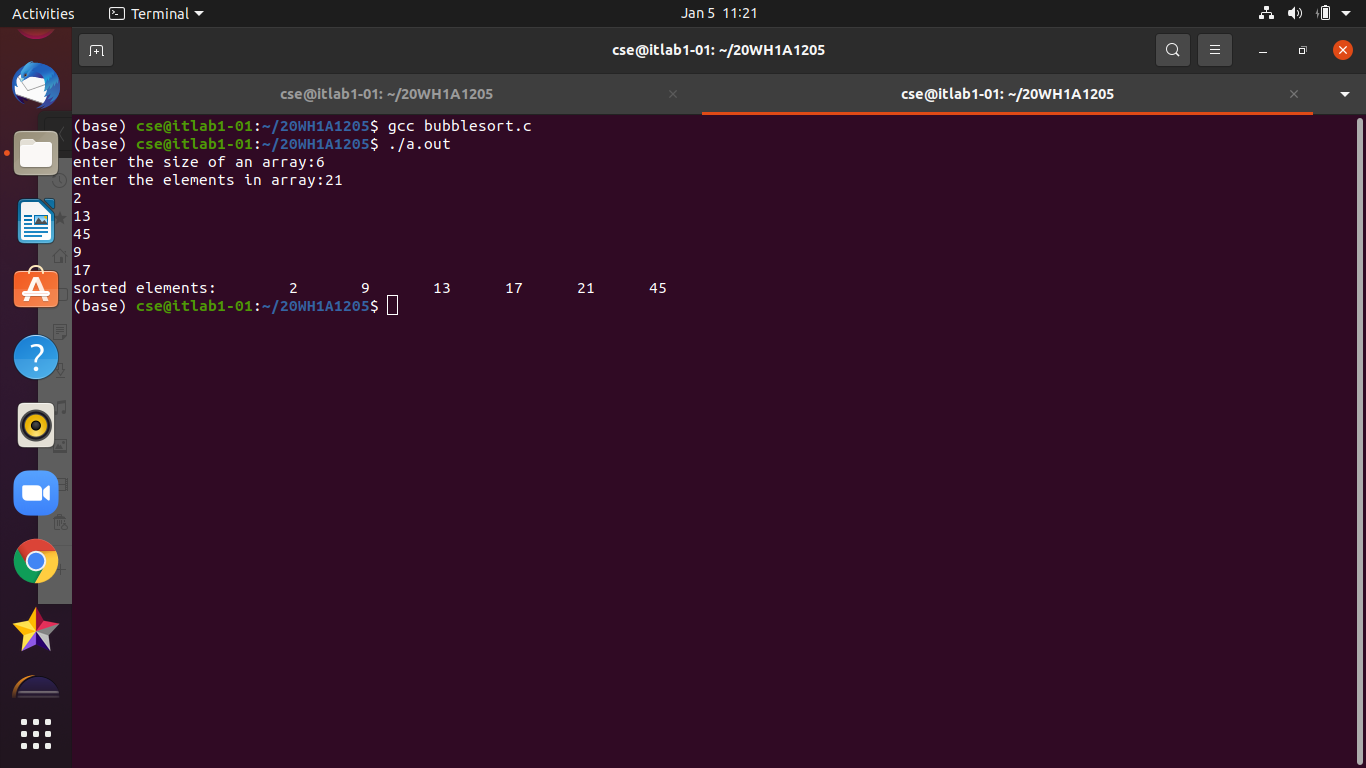 Activities Terminal Jan 5 11:21
cse@itlab1-01: ~/20WH1A1205
cse@itlab1-01: ~/20WH1A1205 cse@itlab1-01: ~/20WH1A1205
(base) cse@itlab1-01:~/20WH1A1205$ gcc bubblesort.c
(base) cse@itlab1-01:~/20WH1A1205$ ./a.out
enter the size of an array:6
enter the elements in array:21
2
13
45
9
17
sorted elements: 2 9 13 17 21 45
(base) cse@itlab1-01:~/20WH1A1205$